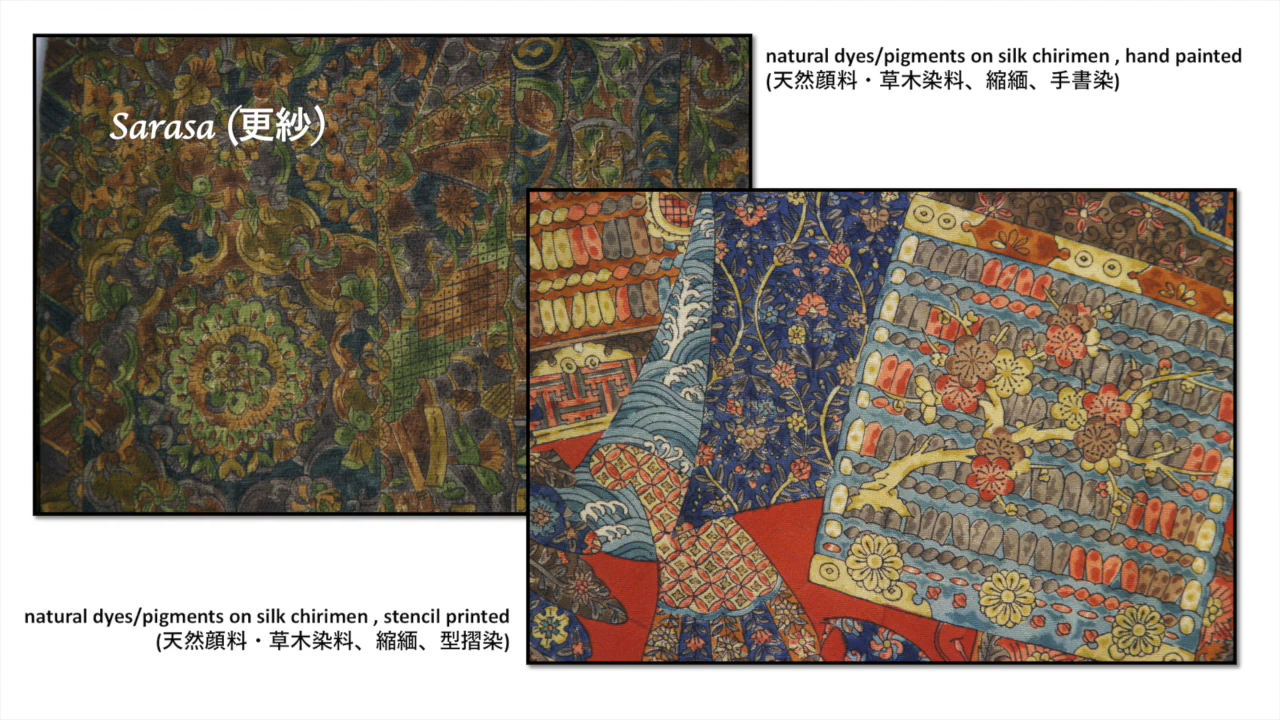 Sarasa (更紗)
natural dyes/pigments on silk chirimen , hand painted
(天然顔料・草木染料、縮緬、手書染)
natural dyes/pigments on silk chirimen , stencil printed
(天然顔料・草木染料、縮緬、型摺染)